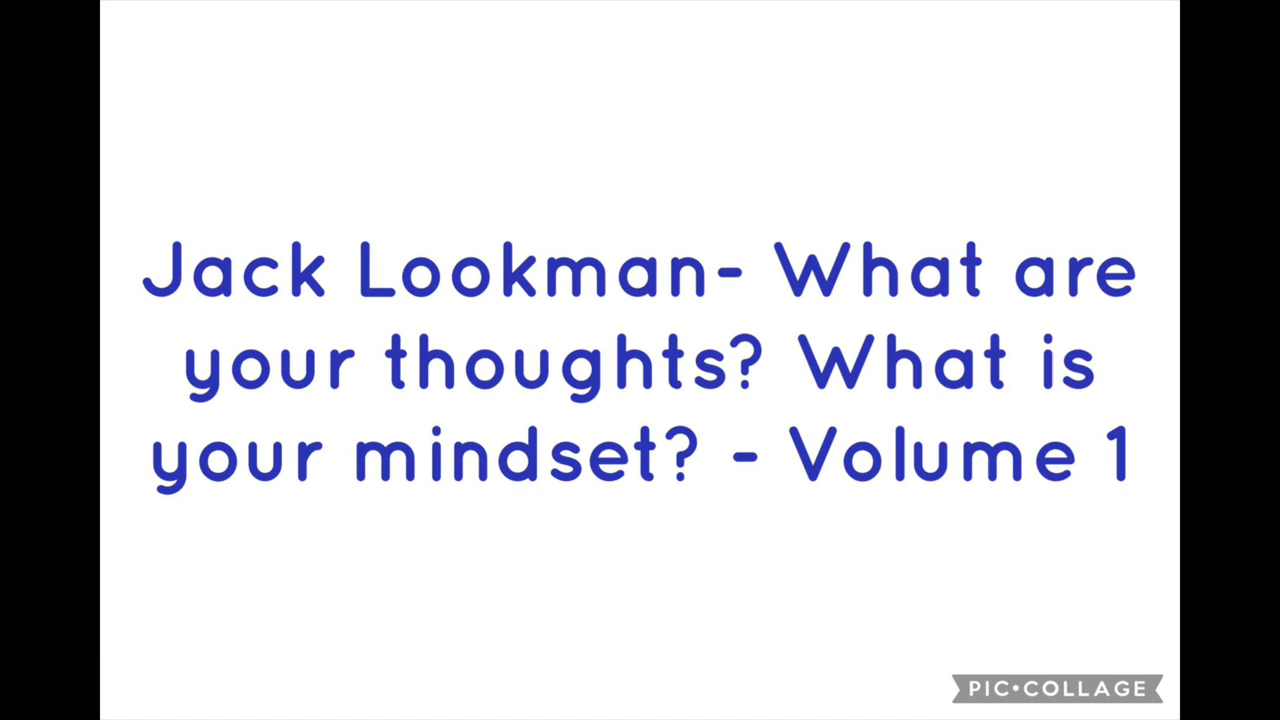 Jack Lookman- What are
your thoughts? What is
your mindset? - Volume 1
PIC•COLLAGE